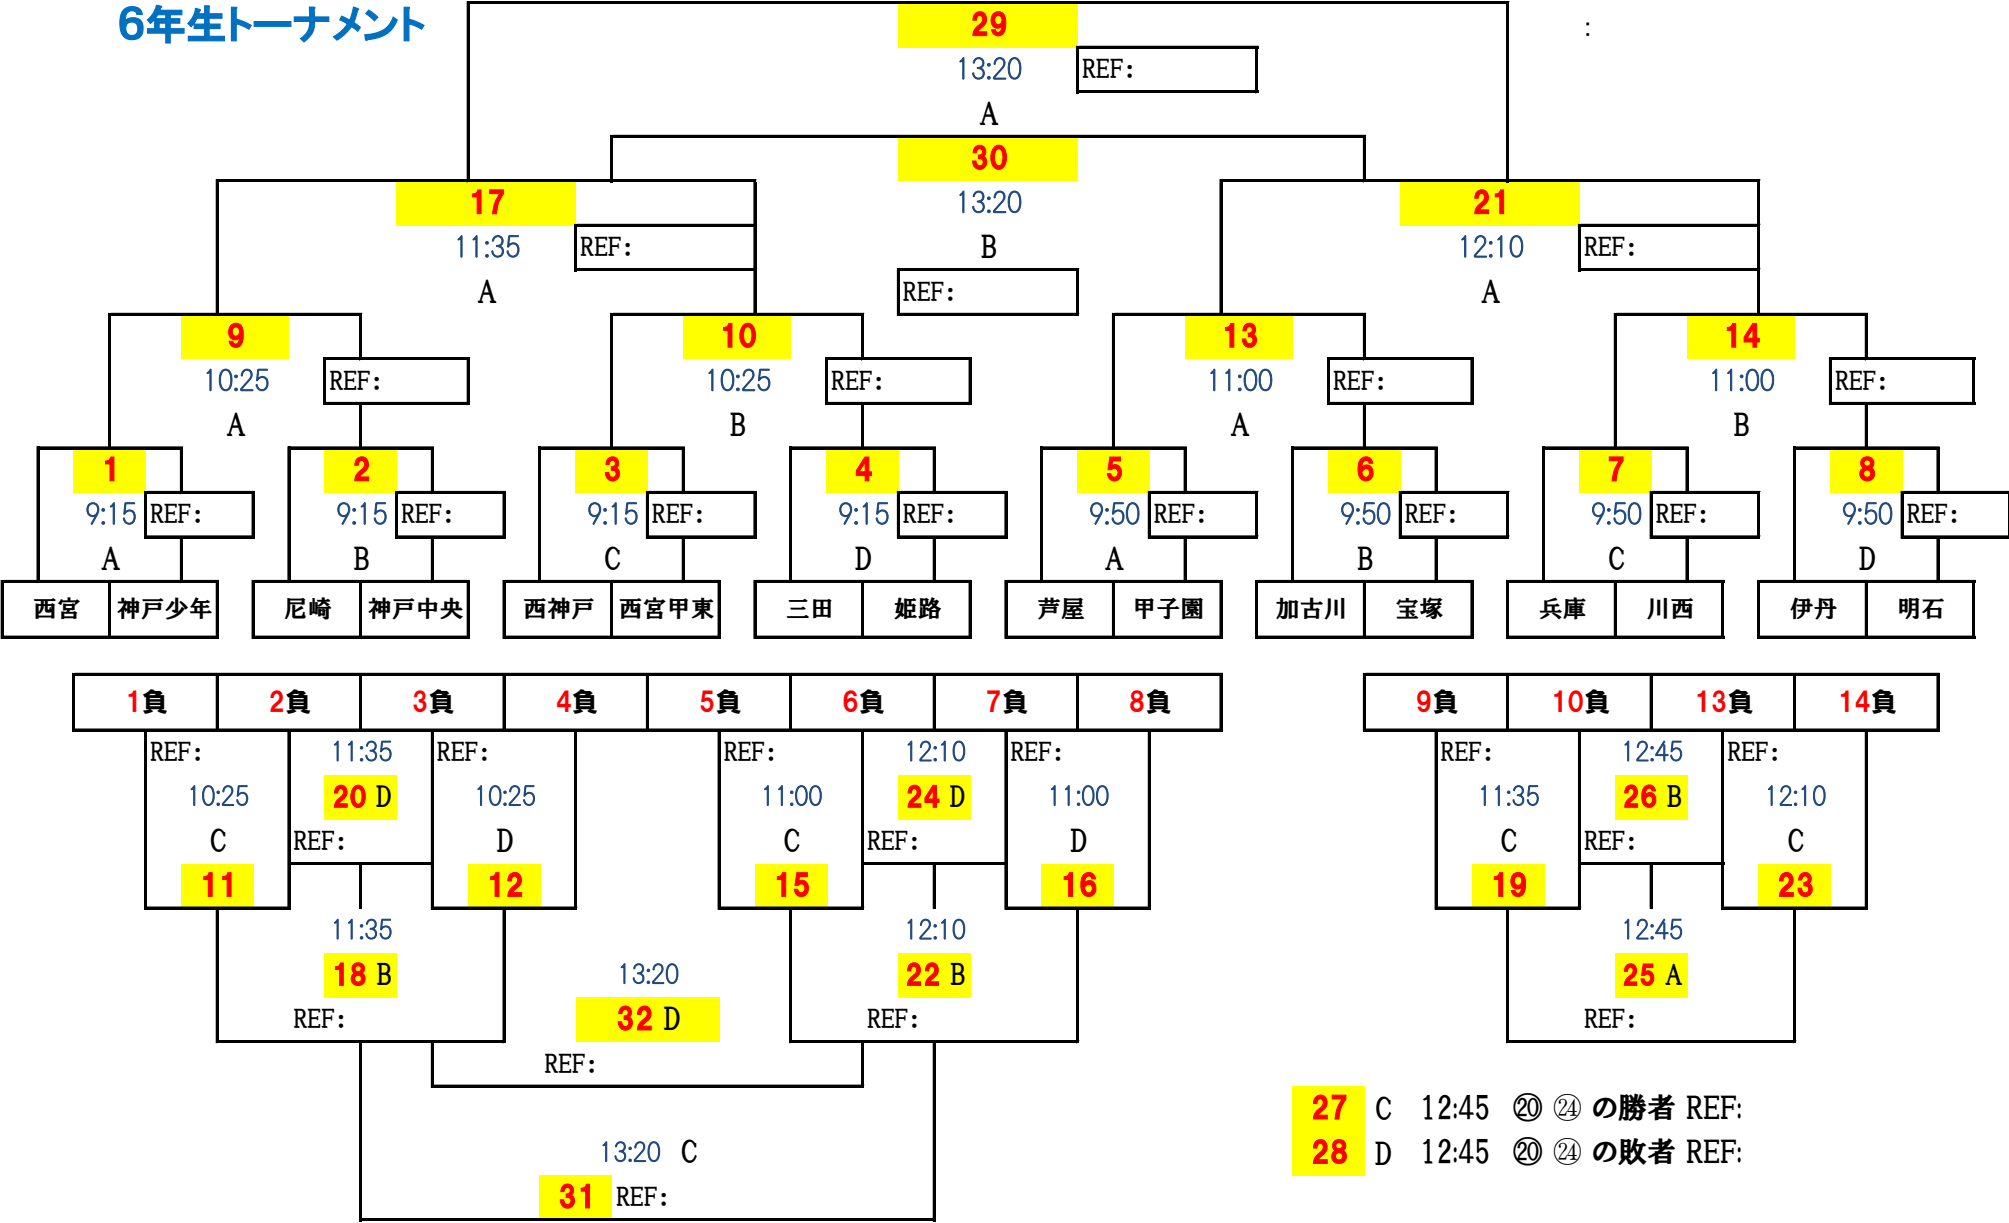 6年生トーナメント
29
:
13:20 REF:
A
30
17 13:20 21
11:35 REF: B 12:10 REF:
A REF: A
9 10 13 14
10:25 REF: 10:25 REF: 11:00 REF: 11:00 REF:
A B A B
1 2 3 4 5 6 7 8
9:15 REF: 9:15 REF: 9:15 REF: 9:15 REF: 9:50 REF: 9:50 REF: 9:50 REF: 9:50 REF:
A B C D A B C D
西宮 神戸少年 尼崎 神戸中央 西神戸 西宮甲東 三田 姫路 芦屋 甲子園 加古川 宝塚 兵庫 川西 伊丹 明石
1負 2負 3負 4負 5負 6負 7負 8負 9負 10負 13負 14負
REF: 11:35 REF: REF: 12:10 REF: REF: 12:45 REF:
10:25 20 D 10:25 11:00 24 D 11:00 11:35 26 B 12:10
C REF: D C REF: D C REF: C
11 12 15 16 19 23
11:35 12:10 12:45
18 B 13:20 22 B 25 A
REF: 32 D REF: REF:
REF:
27 C 12:45 ⑳ ㉔ の勝者 REF:
13:20 C 28 D 12:45 ⑳ ㉔ の敗者 REF:
31 REF: